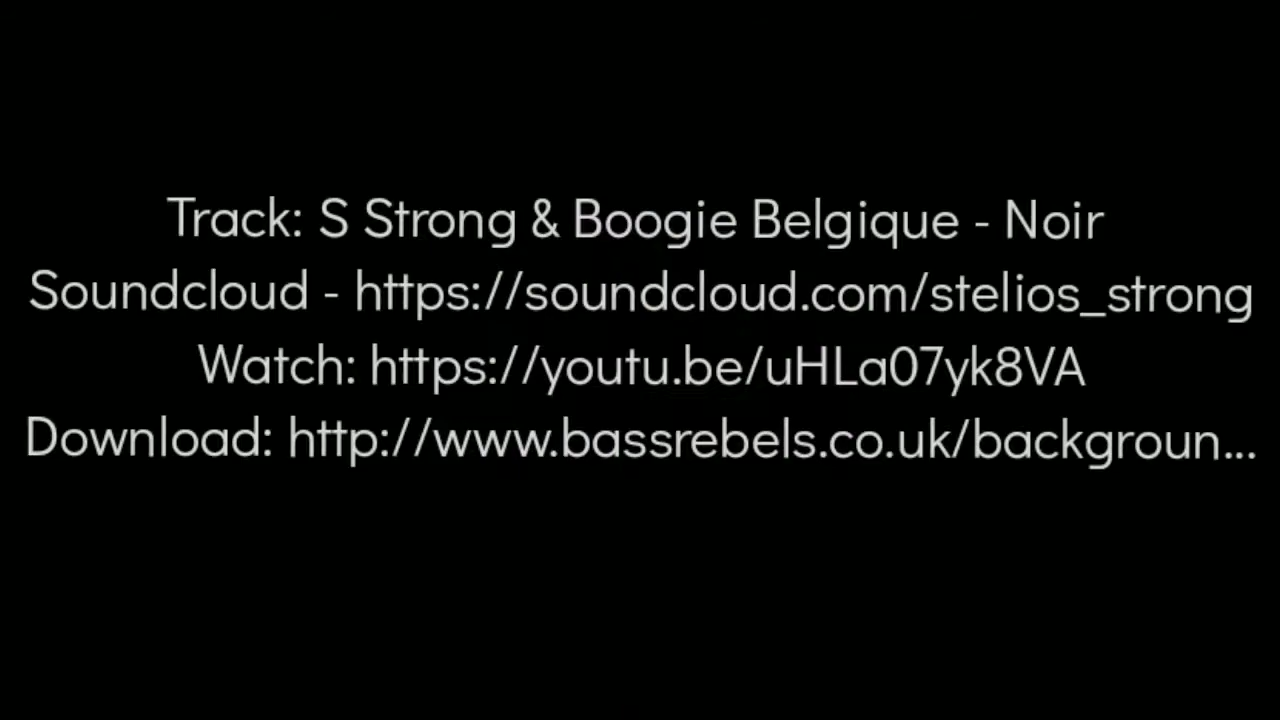 Track: S Strong & Boogie Belgique - Noir
Soundcloud - https://soundcloud.com/stelios_strong
Watch: https://youtu.be/uHLa07yk8VA
Download: http://www.bassrebels.co.uk/backgroun...